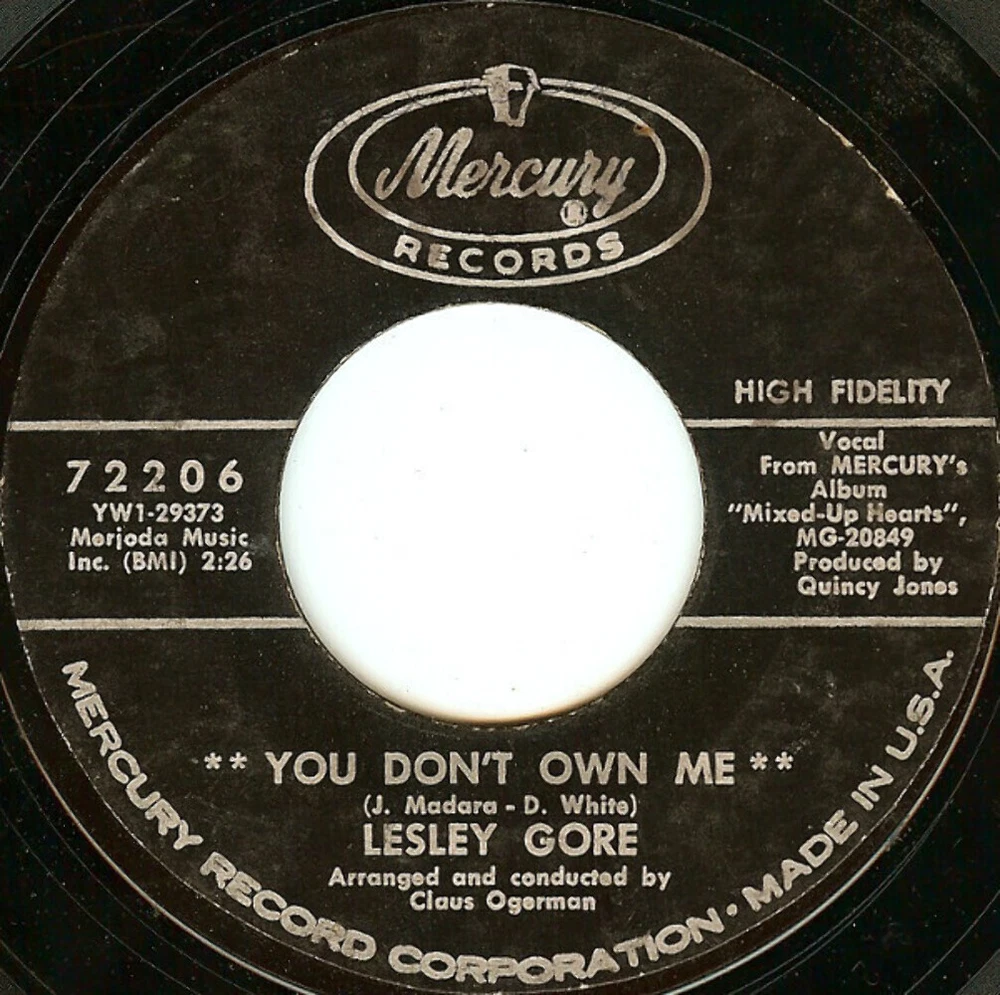 Mercury ®
RECORDS
HIGH FIDELITY
72206
YW1-29373
Merjoda Music
Inc. (BMI) 2:26
Vocal
From MERCURY's
Album
"Mixed-Up Hearts",
MG-20849
Produced by
Quincy Jones
** YOU DON'T OWN ME **
(J. Madara - D. White)
LESLEY GORE
Arranged and conducted by
Claus Ogerman
MERCURY RECORD CORPORATION • MADE IN U.S.A.